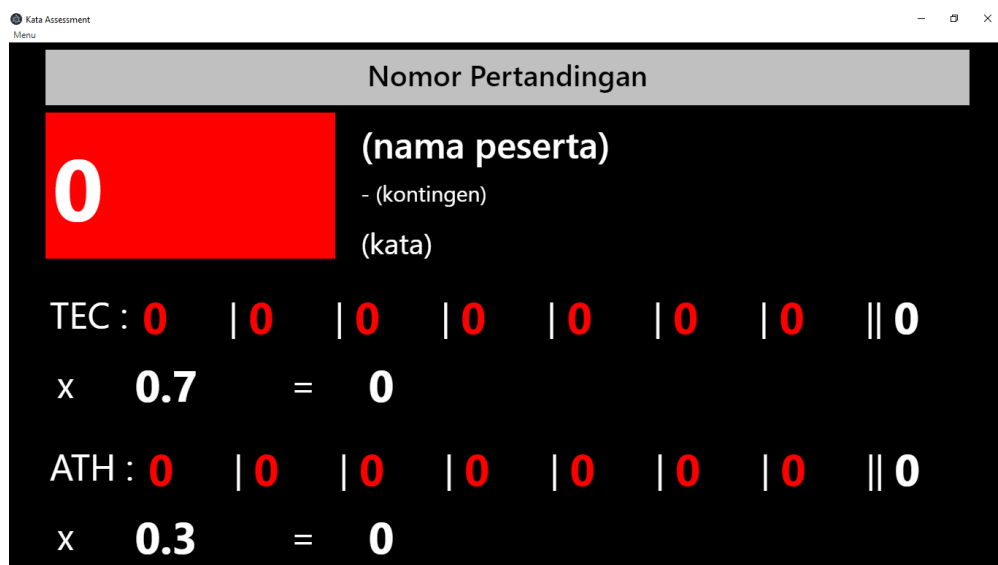 Kata Assessment
Menu
Nomor Pertandingan
0
(nama peserta)
- (kontingen)
(kata)
TEC : 0 | 0 | 0 | 0 | 0 | 0 | 0 || 0
x 0.7 = 0
ATH : 0 | 0 | 0 | 0 | 0 | 0 | 0 || 0
x 0.3 = 0